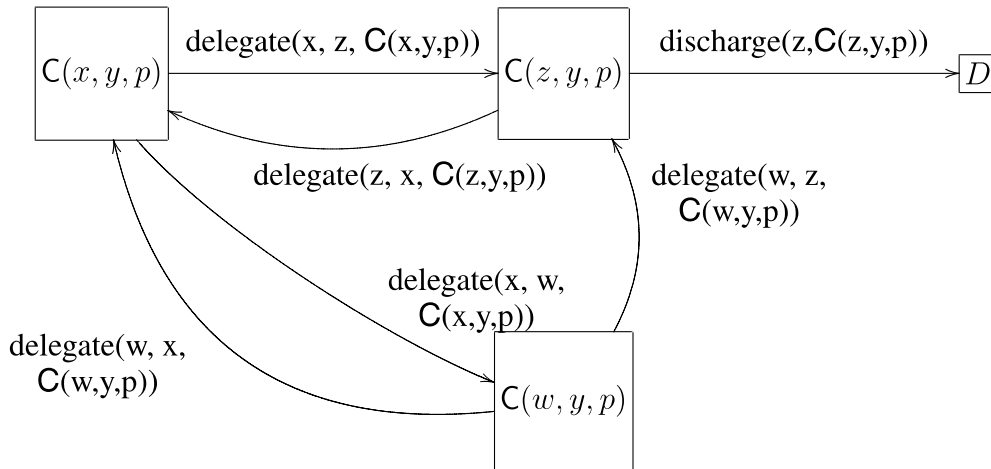 delegate(x, z, C(x,y,p))
discharge(z,C(z,y,p))
C(x, y, p)
C(z, y, p)
D
delegate(z, x, C(z,y,p))
delegate(w, z,
C(w,y,p))
delegate(x, w,
C(x,y,p))
delegate(w, x,
C(w,y,p))
C(w, y, p)